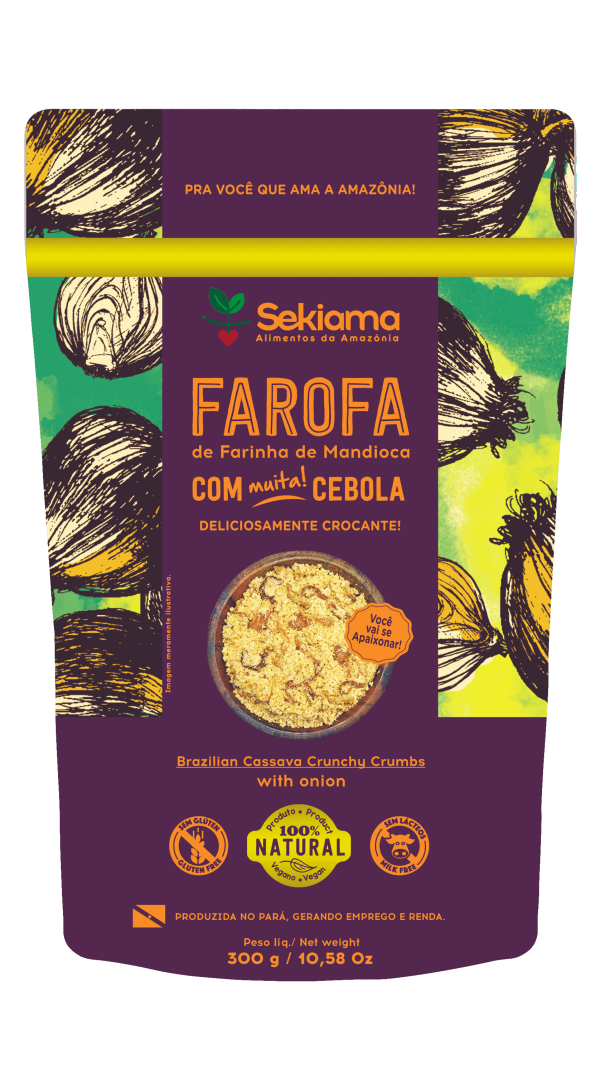 PRA VOCÊ QUE AMA A AMAZÔNIA!
Sekiama
Alimentos da Amazônia
FAROFA
de Farinha de Mandioca
COM muita! CEBOLA
DELICIOSAMENTE CROCANTE!
Imagem meramente ilustrativa.
Você
vai se
Apaixonar!
Brazilian Cassava Crunchy Crumbs
with onion
SEM GLUTEN
GLUTEN FREE
Produto • Product
100%
NATURAL
Vegano • Vegan
SEM LÁCTEOS
MILK FREE
PRODUZIDA NO PARÁ, GERANDO EMPREGO E RENDA.
Peso líq./ Net weight
300 g / 10,58 Oz